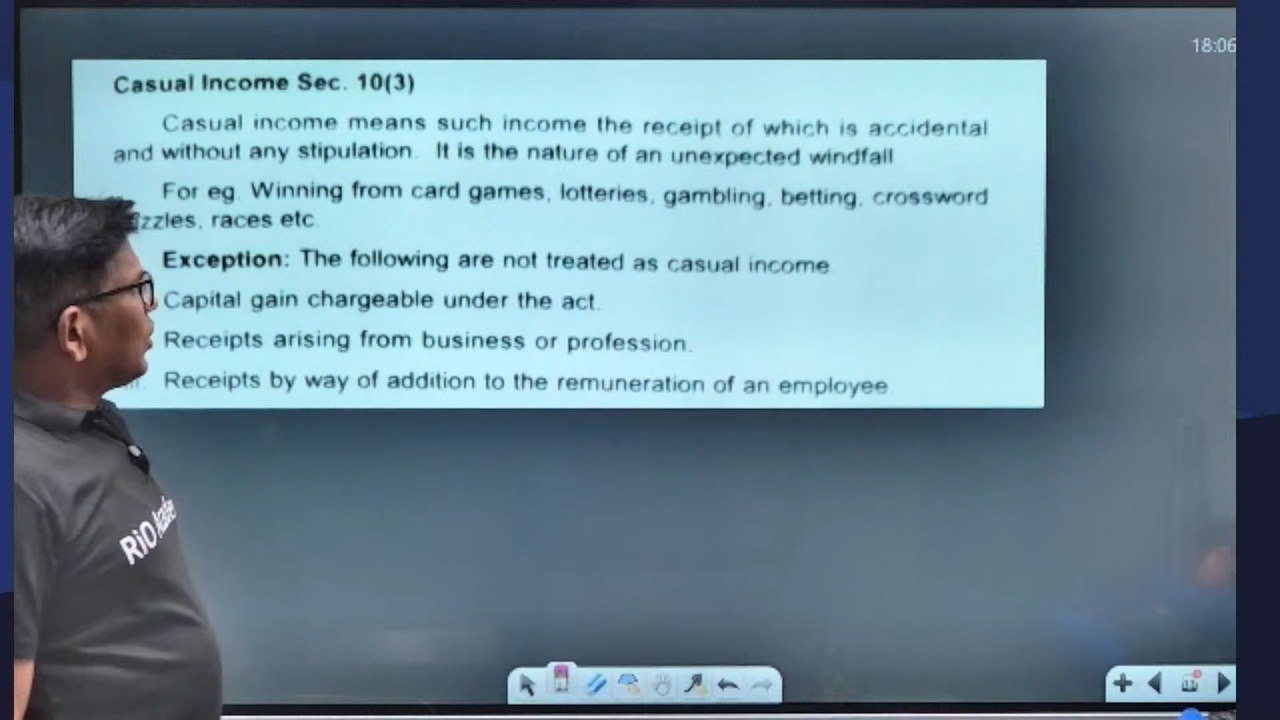 18:06
Casual Income Sec. 10(3)
Casual income means such income the receipt of which is accidental
and without any stipulation. It is the nature of an unexpected windfall
For eg. Winning from card games, lotteries, gambling, betting, crossword
zzles, races etc.
Exception: The following are not treated as casual income
Capital gain chargeable under the act.
Receipts arising from business or profession.
Receipts by way of addition to the remuneration of an employee.
RiO